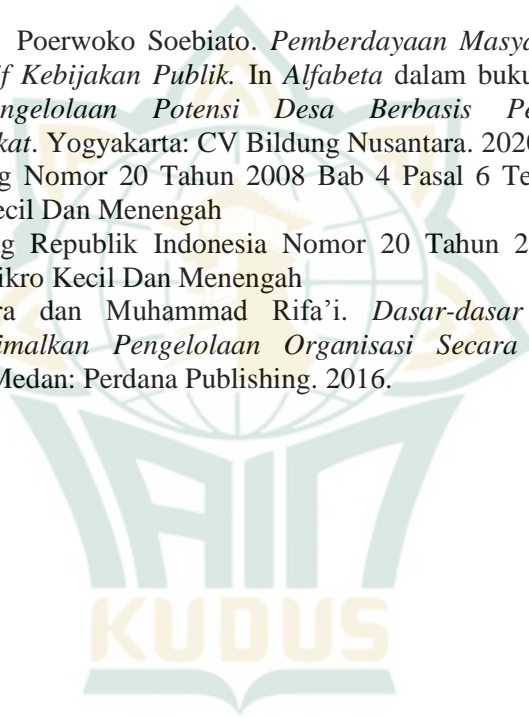 Poerwoko Soebiato. Pemberdayaan Masya
if Kebijakan Publik. In Alfabeta dalam buku
ngelolaan Potensi Desa Berbasis Pe
kat. Yogyakarta: CV Bildung Nusantara. 2020
g Nomor 20 Tahun 2008 Bab 4 Pasal 6 Te
ecil Dan Menengah
g Republik Indonesia Nomor 20 Tahun 2
ikro Kecil Dan Menengah
ra dan Muhammad Rifa’i. Dasar-dasar
imalkan Pengelolaan Organisasi Secara
Medan: Perdana Publishing. 2016.
IAIN
KUDUS